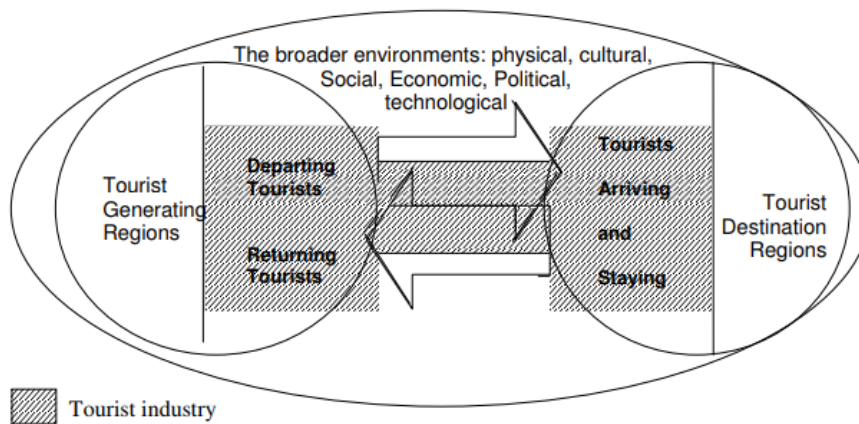 The broader environments: physical, cultural,
Social, Economic, Political,
technological
Tourist
Generating
Regions
Departing
Tourists
Returning
Tourists
Tourists
Arriving
and
Staying
Tourist
Destination
Regions
Tourist industry